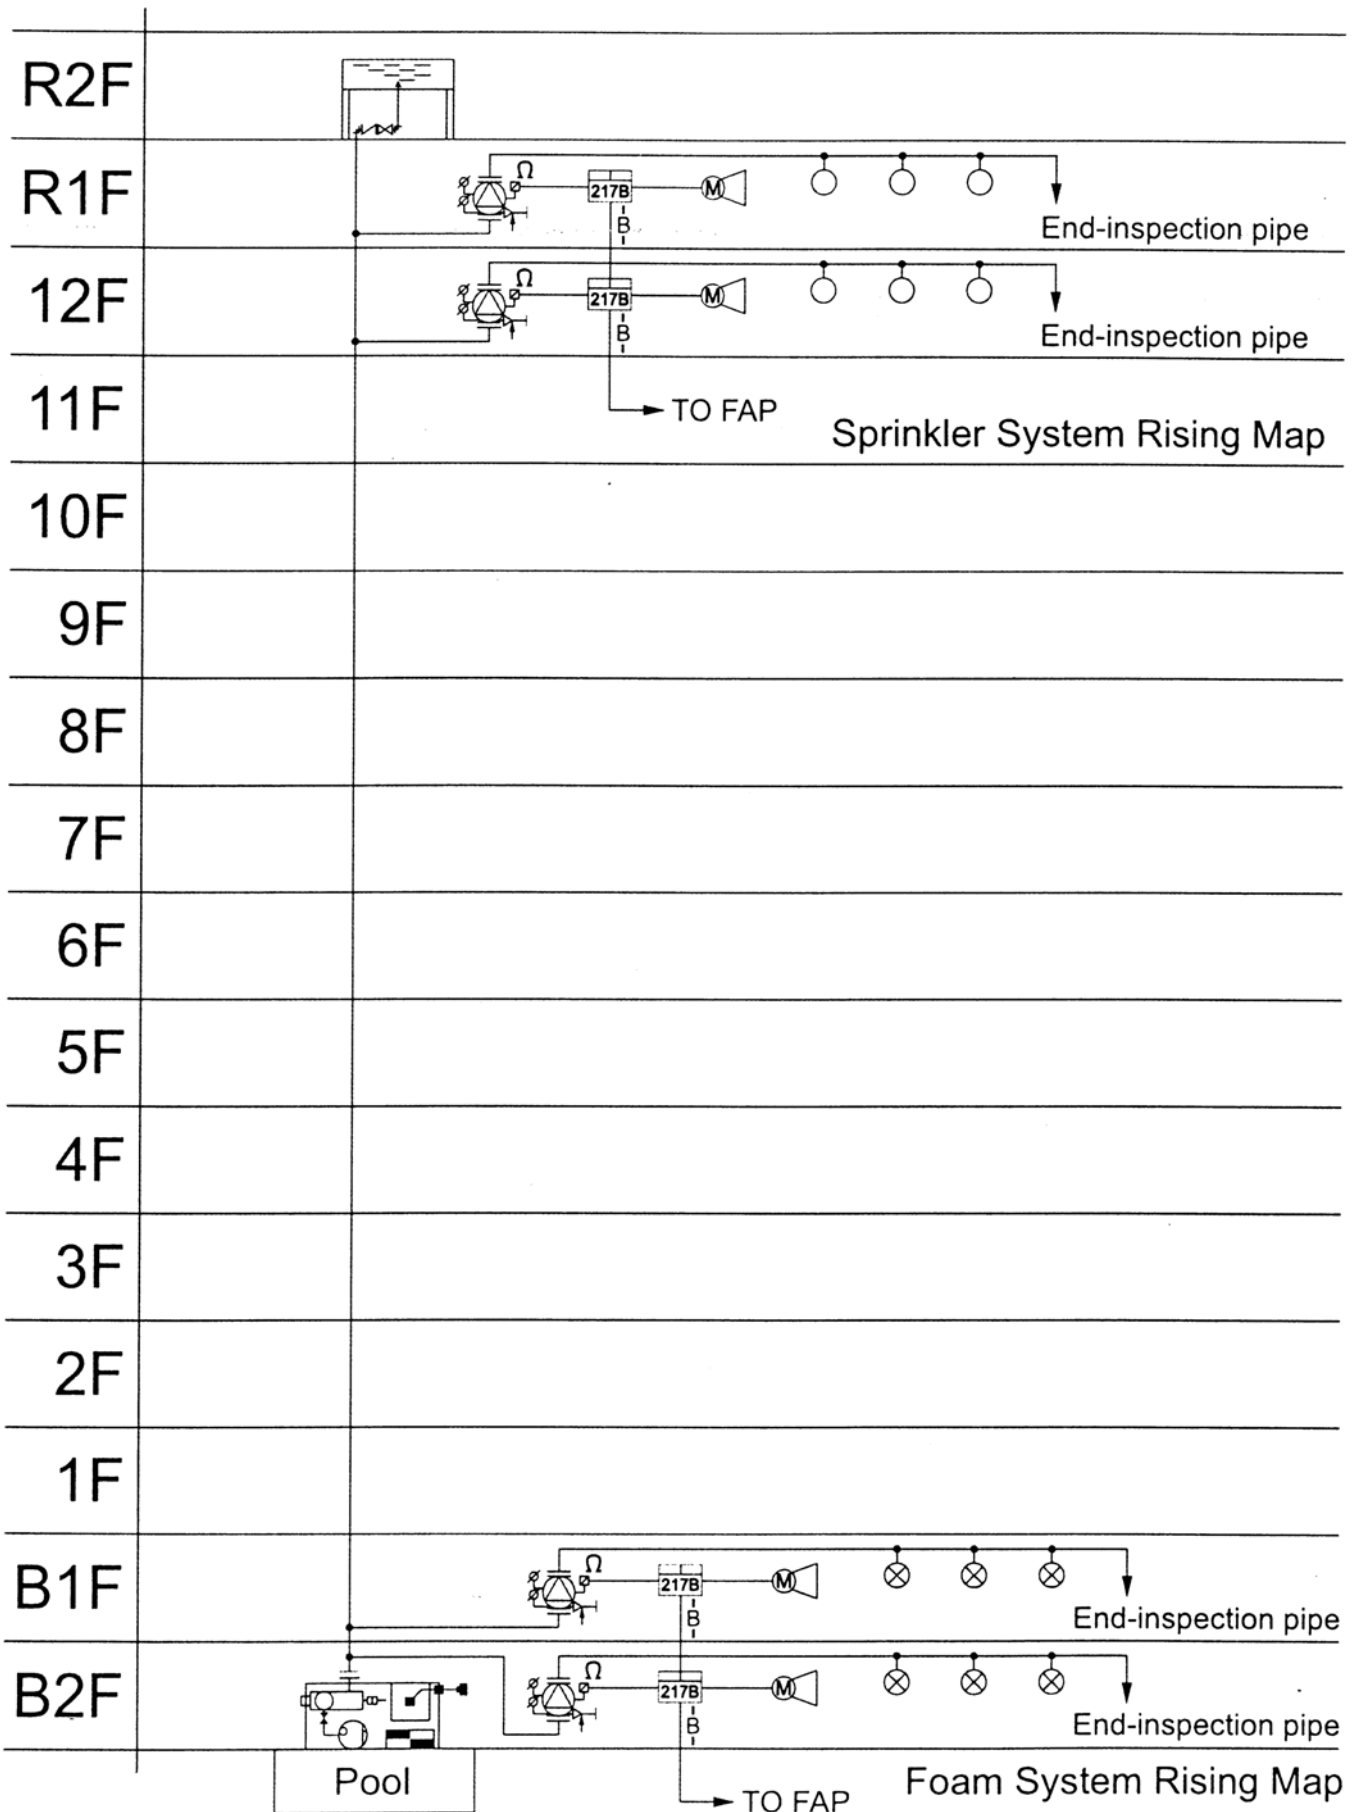 R2F
R1F
Ω
217B
M
B
End-inspection pipe
12F
Ω
217B
M
B
End-inspection pipe
11F
TO FAP
Sprinkler System Rising Map
10F
9F
8F
7F
6F
5F
4F
3F
2F
1F
B1F
Ω
217B
M
B
End-inspection pipe
B2F
Ω
217B
M
B
End-inspection pipe
Pool
TO FAP
Foam System Rising Map